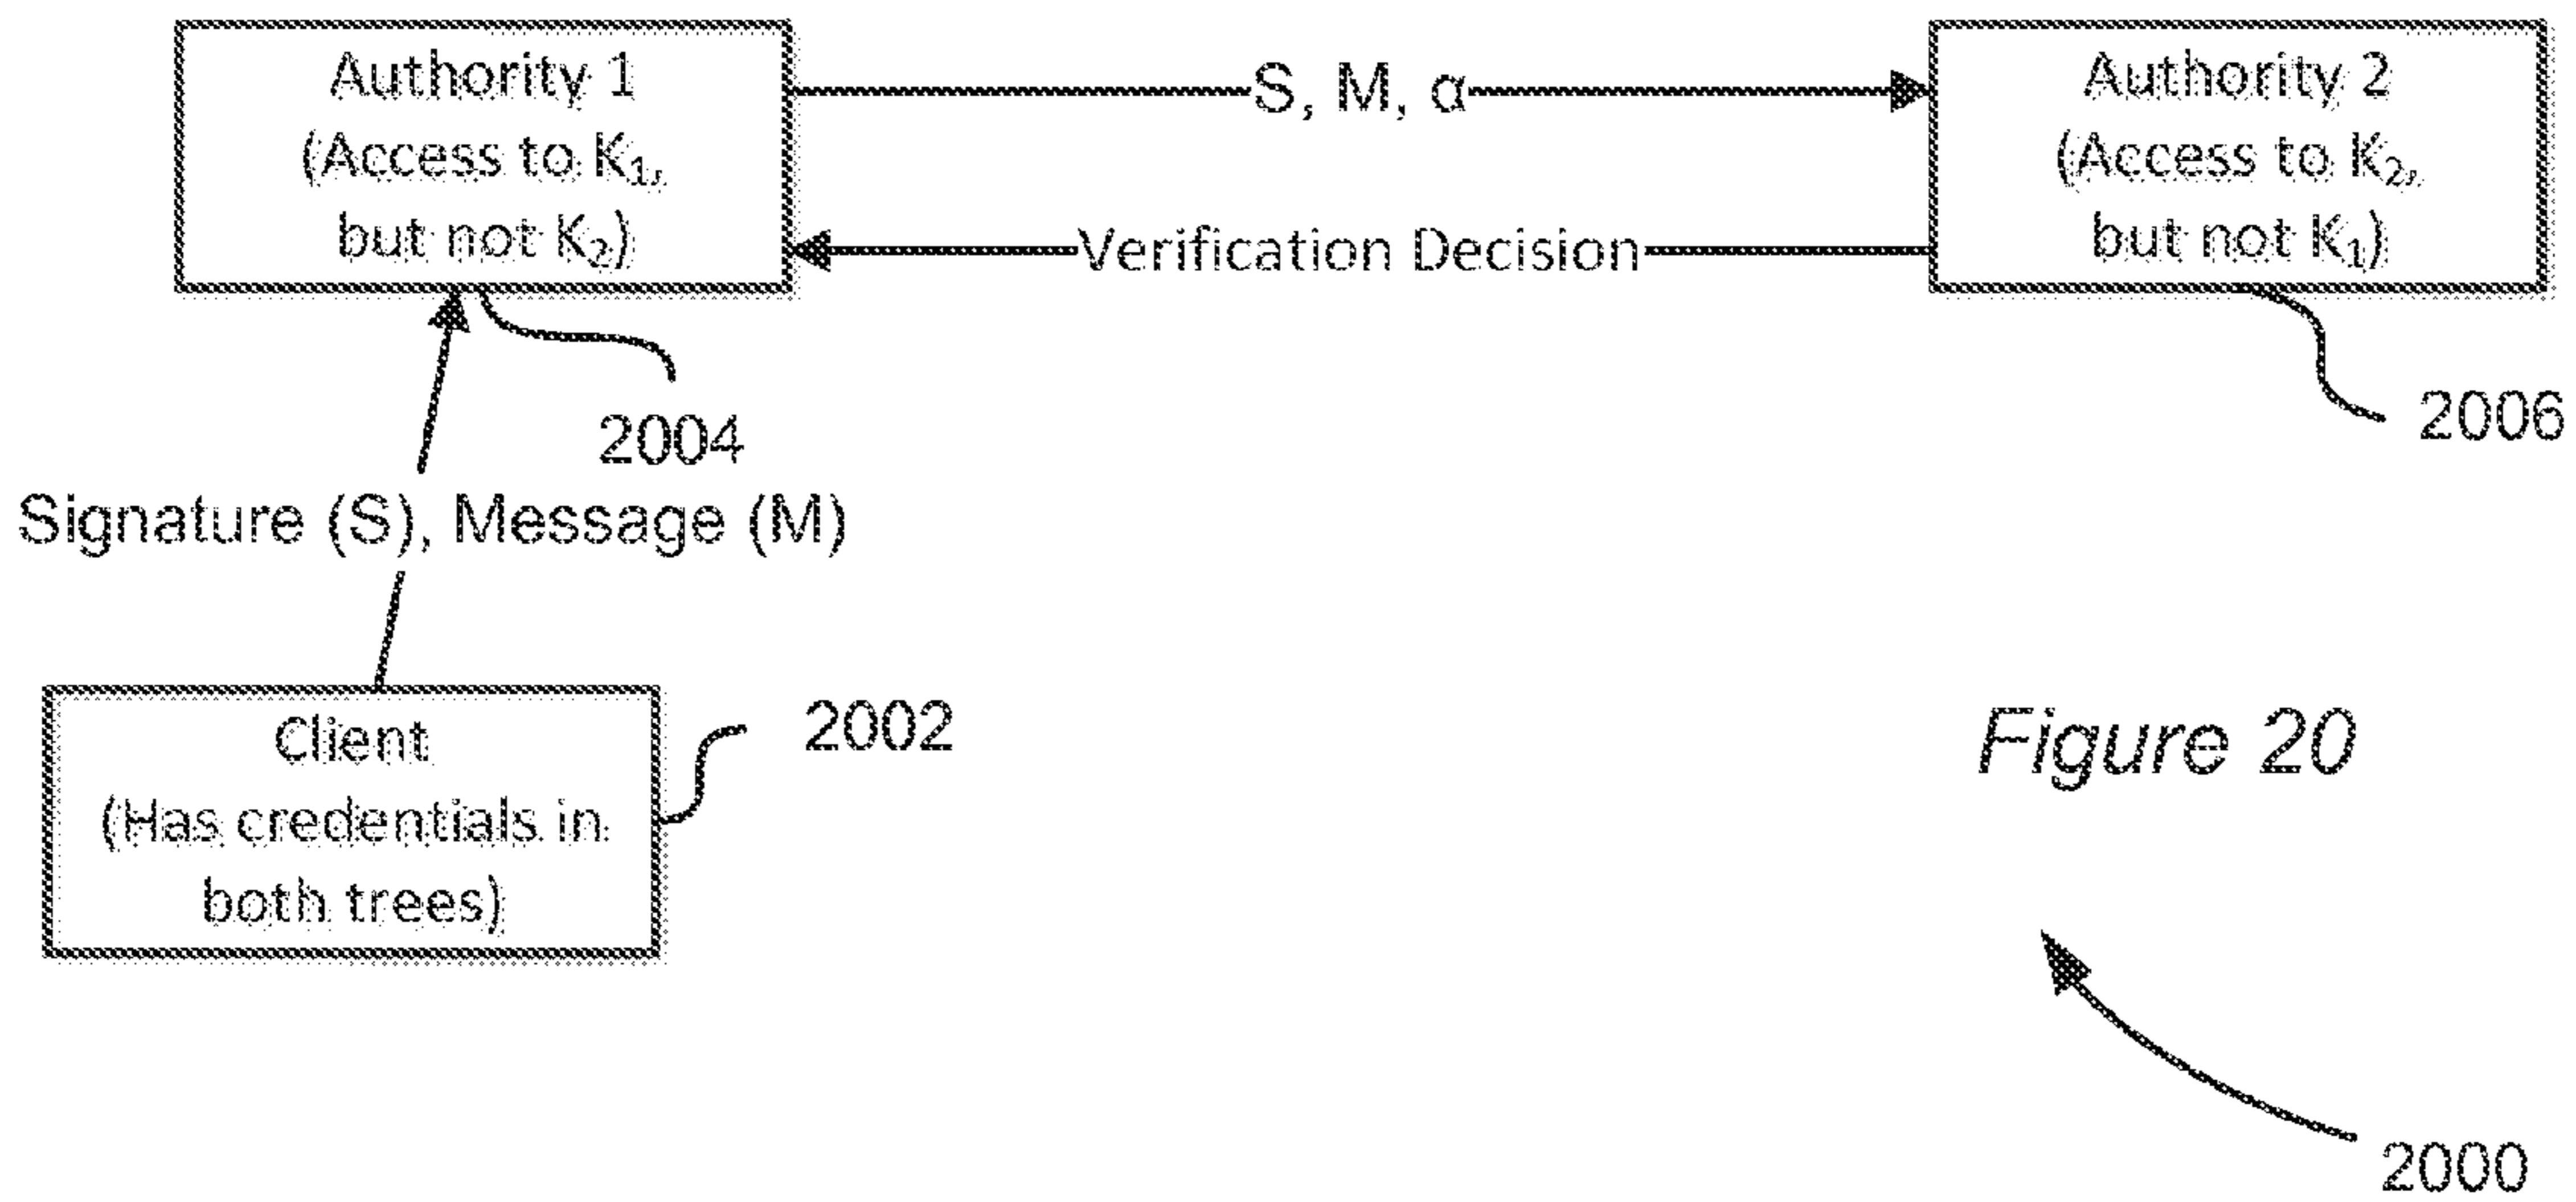 Authority 1
(Access to K₁,
but not K₂)
S, M, α
Verification Decision
Authority 2
(Access to K₂,
but not K₁)
2004
2006
Signature (S), Message (M)
Client
(Has credentials in
both trees)
2002
Figure 20
2000